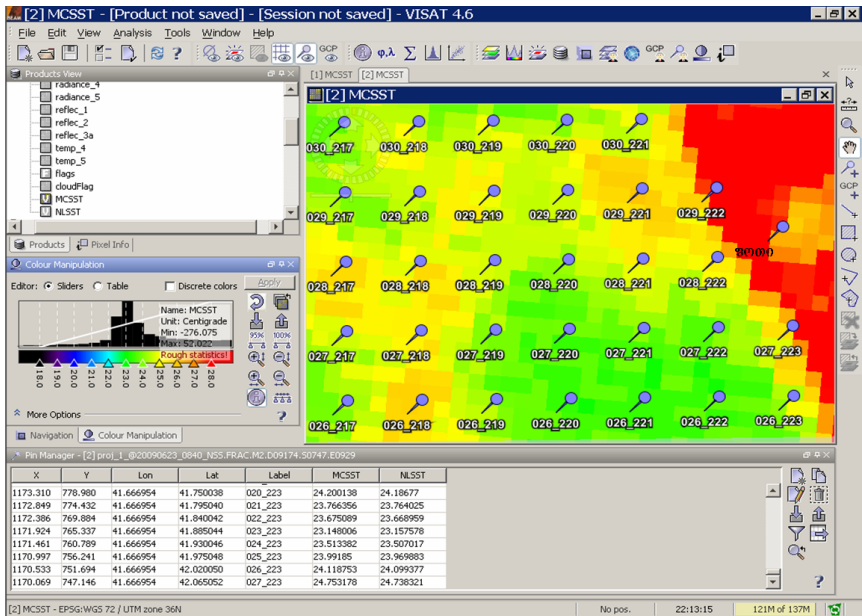 [2] MCSST - [Product not saved] - [Session not saved] - VISAT 4.6
File Edit View Analysis Tools Window Help
GCP φ,λ Σ GCP
Products View
radiance_4
radiance_5
reflec_1
reflec_2
reflec_3a
temp_4
temp_5
flags
cloudFlag
MCSST
NLSST
Products Pixel Info
Colour Manipulation
Editor: Sliders Table Discrete colors Apply
Name: MCSST
Unit: Centigrade
Min: -276.075
Max: 52.022
Rough statistics!
95% 100%
18.0 19.0 20.0 21.0 22.0 23.0 24.0 25.0 26.0 27.0 28.0
More Options
Navigation Colour Manipulation
[1] MCSST [2] MCSST
[2] MCSST
030_217 030_218 030_219 030_220 030_221
029_217 029_218 029_219 029_220 029_221 029_222
028_217 028_218 028_219 028_220 028_221 028_222
027_217 027_218 027_219 027_220 027_221 027_222 027_223
026_217 026_218 026_219 026_220 026_221 026_222 026_223
GCP
Pin Manager - [2] proj_1_@20090623_0840_NSS.FRAC.M2.D09174.S0747.E0929
X Y Lon Lat Label MCSST NLSST
1173.310 778.980 41.666954 41.750038 020_223 24.200138 24.18677
1172.849 774.432 41.666954 41.795040 021_223 23.766356 23.764025
1172.386 769.884 41.666954 41.840042 022_223 23.675089 23.668959
1171.924 765.337 41.666954 41.885044 023_223 23.148006 23.157578
1171.461 760.789 41.666954 41.930046 024_223 23.513382 23.507017
1170.997 756.241 41.666954 41.975048 025_223 23.99185 23.969883
1170.533 751.694 41.666954 42.020050 026_223 24.118753 24.099377
1170.069 747.146 41.666954 42.065052 027_223 24.753178 24.738321
[2] MCSST - EPSG:WGS 72 / UTM zone 36N No pos. 22:13:15 121M of 137M